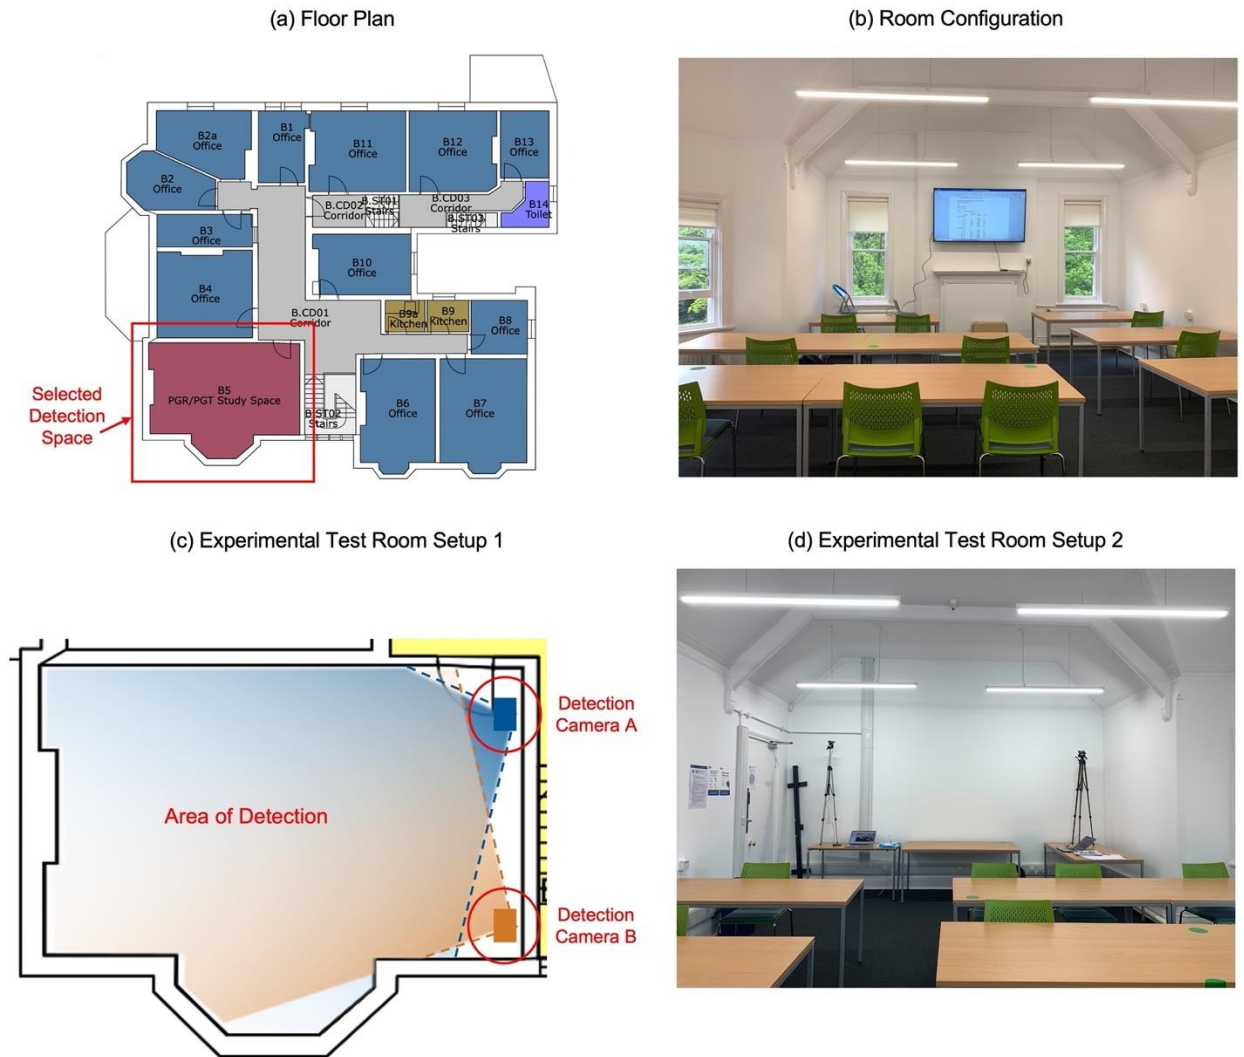 (a) Floor Plan
(b) Room Configuration
B2a
Office
B1
Office
B11
Office
B12
Office
B13
Office
B2
Office
B.CD02
Corridor
B.ST01
Stairs
B.CD03
Corridor
B.ST03
Stairs
B14
Toilet
B3
Office
B4
Office
B10
Office
B.CD01
Corridor
B9a
Kitchen
B9
Kitchen
B8
Office
B5
PGR/PGT Study Space
B.ST02
Stairs
B6
Office
B7
Office
Selected
Detection
Space
(c) Experimental Test Room Setup 1
(d) Experimental Test Room Setup 2
Detection
Camera A
Area of Detection
Detection
Camera B